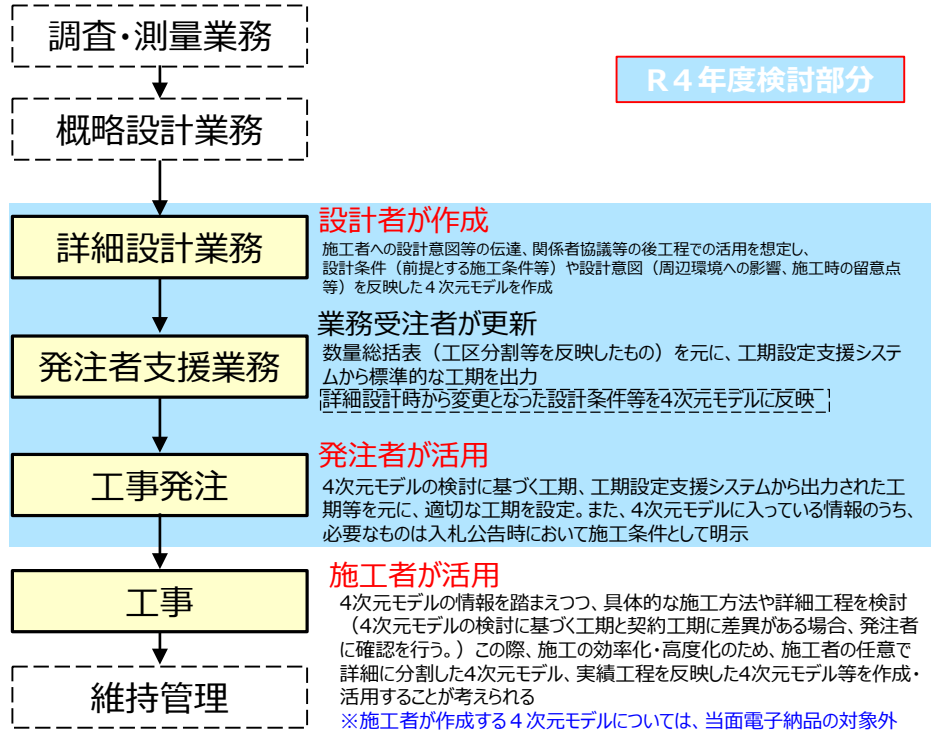 調査・測量業務
R４年度検討部分
概略設計業務
詳細設計業務
設計者が作成
施工者への設計意図等の伝達、関係者協議等の後工程での活用を想定し、
設計条件（前提とする施工条件等）や設計意図（周辺環境への影響、施工時の留意点
等）を反映した４次元モデルを作成
発注者支援業務
業務受注者が更新
数量総括表（工区分割等を反映したもの）を元に、工期設定支援システ
ムから標準的な工期を出力
詳細設計時から変更となった設計条件等を4次元モデルに反映
工事発注
発注者が活用
4次元モデルの検討に基づく工期、工期設定支援システムから出力された工
期等を元に、適切な工期を設定。また、4次元モデルに入っている情報のうち、
必要なものは入札公告時において施工条件として明示
工事
施工者が活用
4次元モデルの情報を踏まえつつ、具体的な施工方法や詳細工程を検討
（4次元モデルの検討に基づく工期と契約工期に差異がある場合、発注者
に確認を行う。）この際、施工の効率化・高度化のため、施工者の任意で
詳細に分割した4次元モデル、実績工程を反映した4次元モデル等を作成・
活用することが考えられる
※施工者が作成する４次元モデルについては、当面電子納品の対象外
維持管理